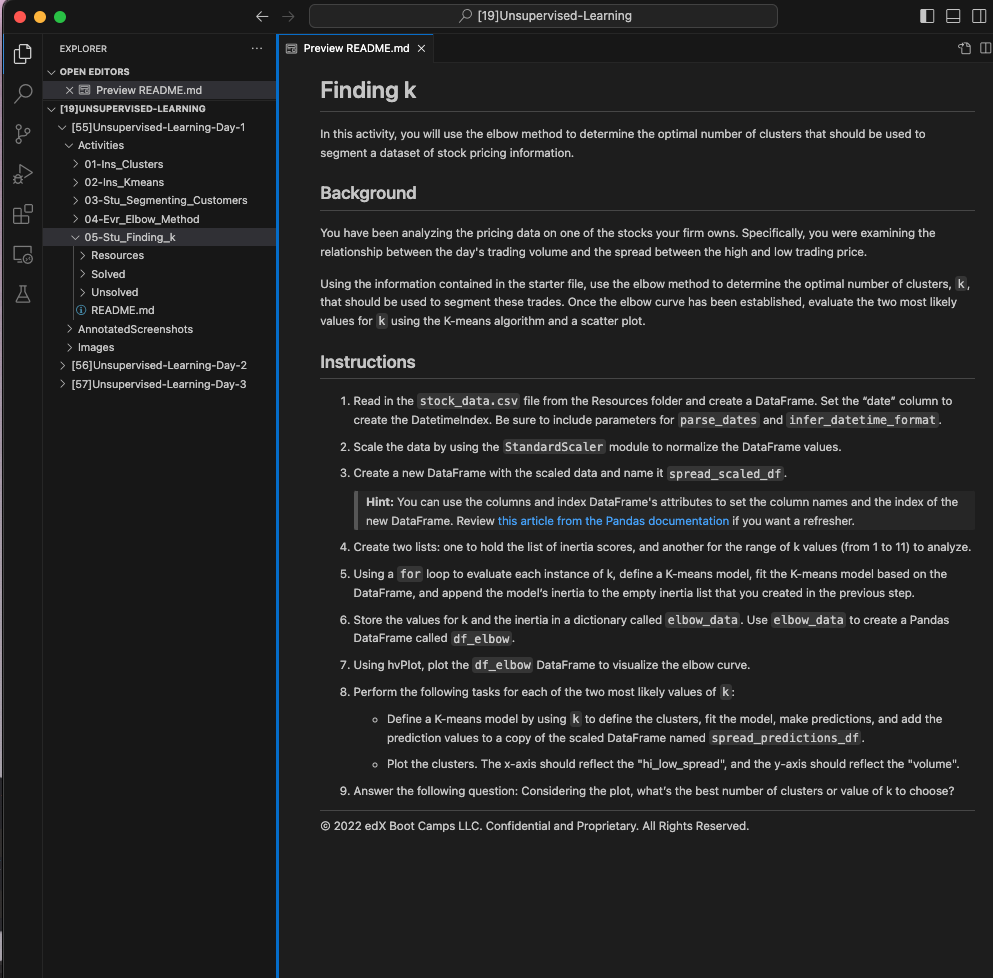 [19]Unsupervised-Learning
EXPLORER
OPEN EDITORS
Preview README.md
[19]UNSUPERVISED-LEARNING
[55]Unsupervised-Learning-Day-1
Activities
01-Ins_Clusters
02-Ins_Kmeans
03-Stu_Segmenting_Customers
04-Evr_Elbow_Method
05-Stu_Finding_k
Resources
Solved
Unsolved
README.md
AnnotatedScreenshots
Images
[56]Unsupervised-Learning-Day-2
[57]Unsupervised-Learning-Day-3
Preview README.md
Finding k
In this activity, you will use the elbow method to determine the optimal number of clusters that should be used to
segment a dataset of stock pricing information.
Background
You have been analyzing the pricing data on one of the stocks your firm owns. Specifically, you were examining the
relationship between the day's trading volume and the spread between the high and low trading price.
Using the information contained in the starter file, use the elbow method to determine the optimal number of clusters, k,
that should be used to segment these trades. Once the elbow curve has been established, evaluate the two most likely
values for k using the K-means algorithm and a scatter plot.
Instructions
1. Read in the stock_data.csv file from the Resources folder and create a DataFrame. Set the “date” column to
create the DatetimeIndex. Be sure to include parameters for parse_dates and infer_datetime_format.
2. Scale the data by using the StandardScaler module to normalize the DataFrame values.
3. Create a new DataFrame with the scaled data and name it spread_scaled_df.
Hint: You can use the columns and index DataFrame's attributes to set the column names and the index of the
new DataFrame. Review this article from the Pandas documentation if you want a refresher.
4. Create two lists: one to hold the list of inertia scores, and another for the range of k values (from 1 to 11) to analyze.
5. Using a for loop to evaluate each instance of k, define a K-means model, fit the K-means model based on the
DataFrame, and append the model’s inertia to the empty inertia list that you created in the previous step.
6. Store the values for k and the inertia in a dictionary called elbow_data. Use elbow_data to create a Pandas
DataFrame called df_elbow.
7. Using hvPlot, plot the df_elbow DataFrame to visualize the elbow curve.
8. Perform the following tasks for each of the two most likely values of k:
Define a K-means model by using k to define the clusters, fit the model, make predictions, and add the
prediction values to a copy of the scaled DataFrame named spread_predictions_df.
Plot the clusters. The x-axis should reflect the "hi_low_spread", and the y-axis should reflect the "volume".
9. Answer the following question: Considering the plot, what’s the best number of clusters or value of k to choose?
© 2022 edX Boot Camps LLC. Confidential and Proprietary. All Rights Reserved.